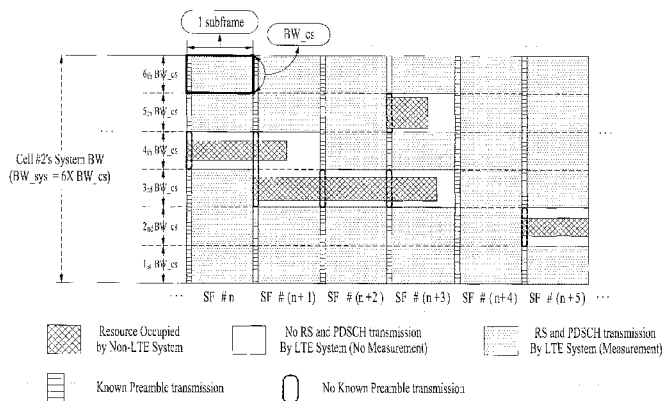 1 subframe
BW_cs
6th BW_cs
5th BW_cs
4th BW_cs
3rd BW_cs
2nd BW_cs
1st BW_cs
Cell #2's System BW
(BW_sys = 6X BW_cs)
... SF # n SF # (n+1) SF # (n+2) SF # (n+3) SF # (n+4) SF # (n+5) ...
Resource Occupied
by Non-LTE System
No RS and PDSCH transmission
By LTE System (No Measurement)
RS and PDSCH transmission
By LTE System (Measurement)
Known Preamble transmission
No Known Preamble transmission